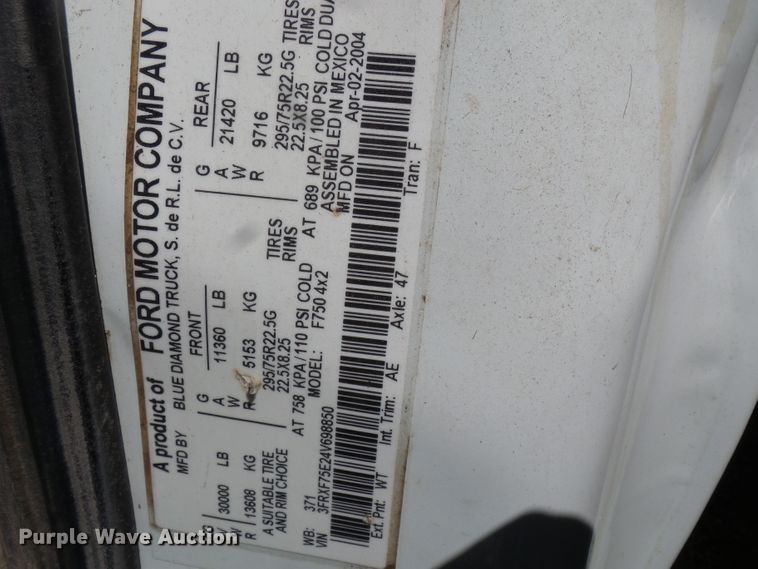 A product of FORD MOTOR COMPANY
MFD BY BLUE DIAMOND TRUCK, S. de R.L. de C.V.
FRONT REAR
G G
30000 LB A 11360 LB A 21420 LB
W W
R 13608 KG R 5153 KG R 9716 KG
A SUITABLE TIRE 295/75R22.5G TIRES 295/75R22.5G TIRES
AND RIM CHOICE 22.5X8.25 RIMS 22.5X8.25 RIMS
AT 758 KPA/110 PSI COLD AT 689 KPA/100 PSI COLD DUA
WB: 371 MODEL: F750 4x2 ASSEMBLED IN MEXICO
VIN 3FRXF75E24V698850 MFD ON Apr-02-2004
Ext. Pnt: WT Int. Trim: AE Axle: 47 Tran: F
Purple Wave Auction